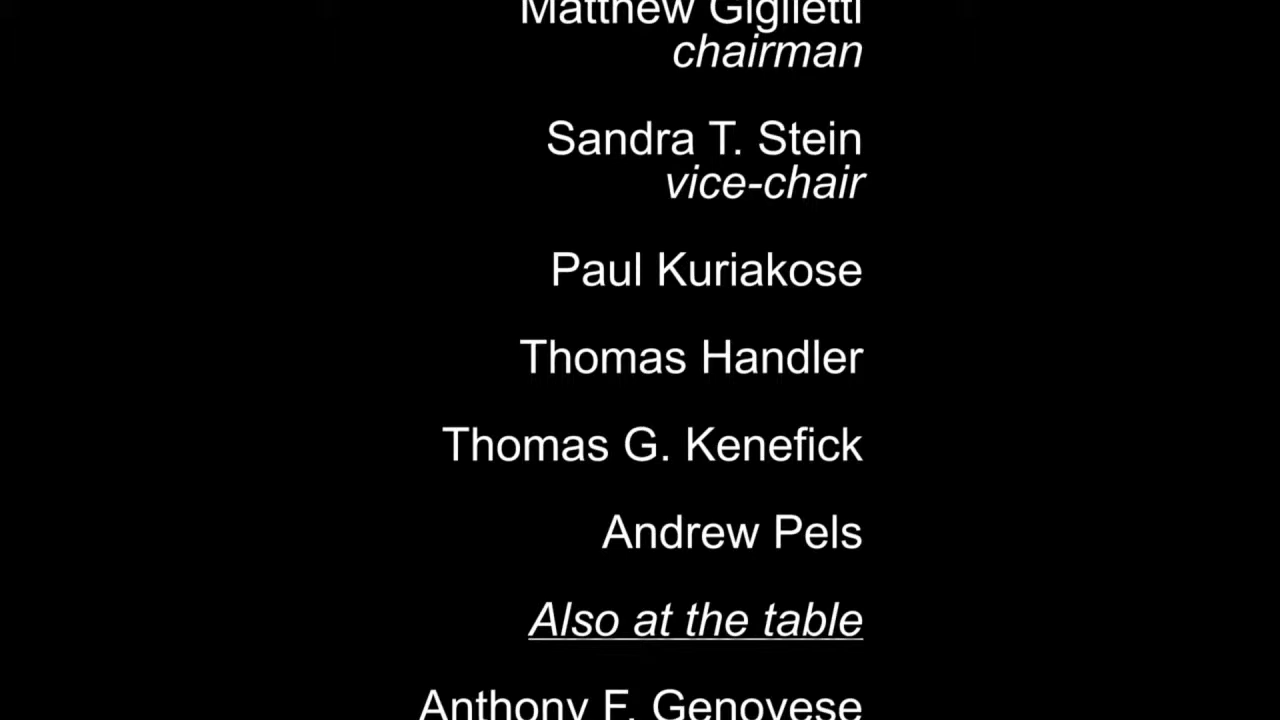 Matthew Giglietti
chairman
Sandra T. Stein
vice-chair
Paul Kuriakose
Thomas Handler
Thomas G. Kenefick
Andrew Pels
Also at the table
Anthony F. Genovese